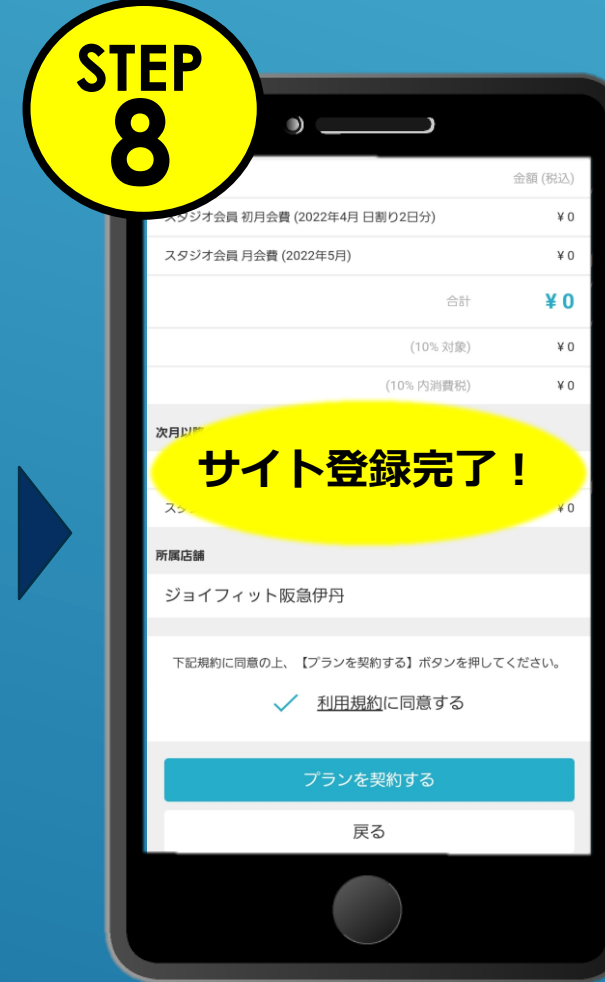 STEP
8
金額 (税込)
スタジオ会員 初月会費 (2022年4月 日割り2日分) ¥ 0
スタジオ会員 月会費 (2022年5月) ¥ 0
合計 ¥ 0
(10% 対象) ¥ 0
(10% 内消費税) ¥ 0
次月以降
サイト登録完了！
¥ 0
所属店舗
ジョイフィット阪急伊丹
下記規約に同意の上、【プランを契約する】ボタンを押してください。
利用規約に同意する
プランを契約する
戻る